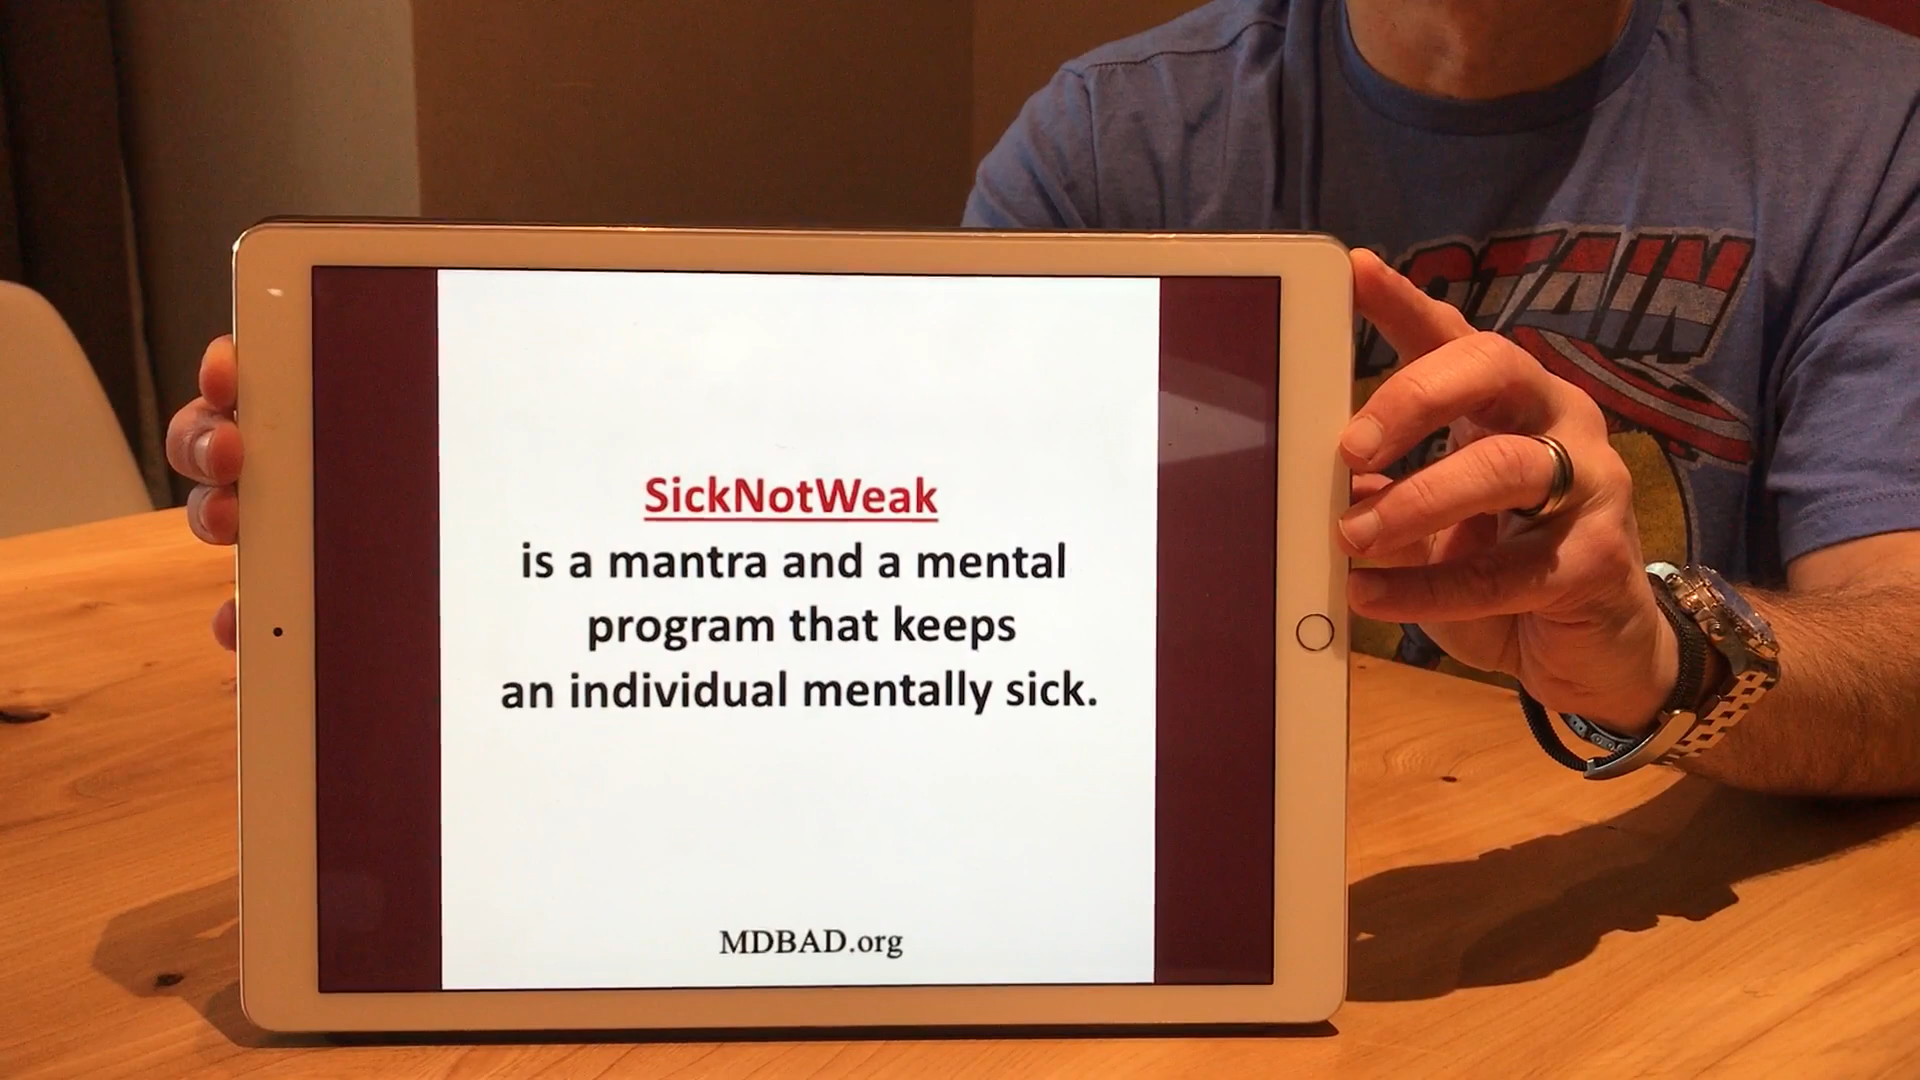 SickNotWeak
is a mantra and a mental
program that keeps
an individual mentally sick.
MDBAD.org